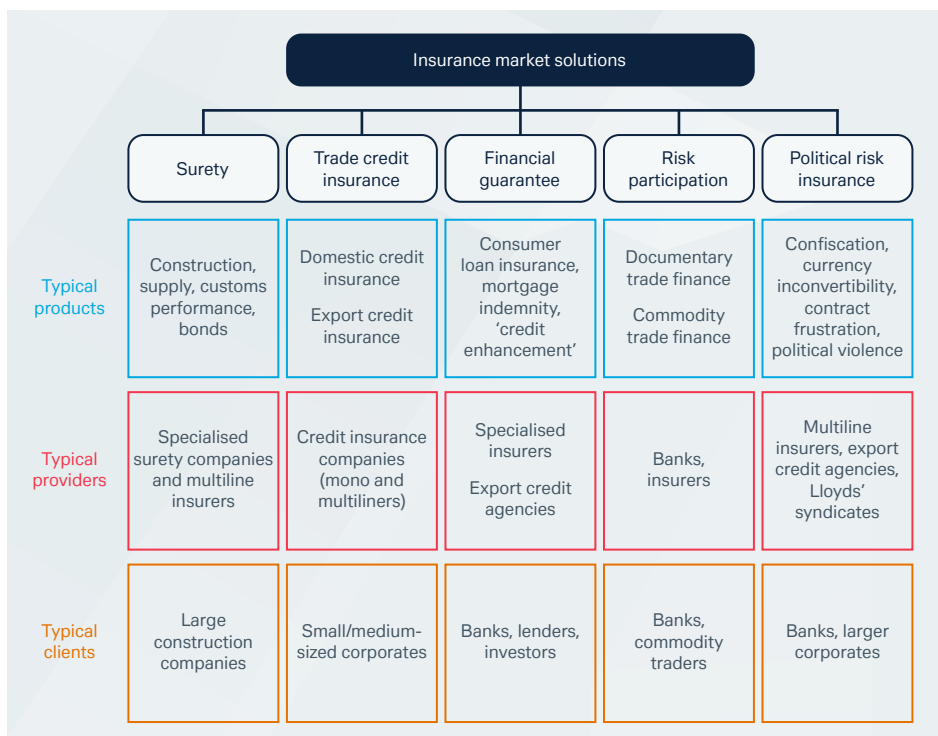 Insurance market solutions
Surety
Trade credit
insurance
Financial
guarantee
Risk
participation
Political risk
insurance
Typical
products
Construction,
supply, customs
performance,
bonds
Domestic credit
insurance
Export credit
insurance
Consumer
loan insurance,
mortgage
indemnity,
‘credit
enhancement’
Documentary
trade finance
Commodity
trade finance
Confiscation,
currency
inconvertibility,
contract
frustration,
political violence
Typical
providers
Specialised
surety companies
and multiline
insurers
Credit insurance
companies
(mono and
multiliners)
Specialised
insurers
Export credit
agencies
Banks,
insurers
Multiline
insurers, export
credit agencies,
Lloyds’
syndicates
Typical
clients
Large
construction
companies
Small/medium-
sized corporates
Banks, lenders,
investors
Banks,
commodity
traders
Banks, larger
corporates